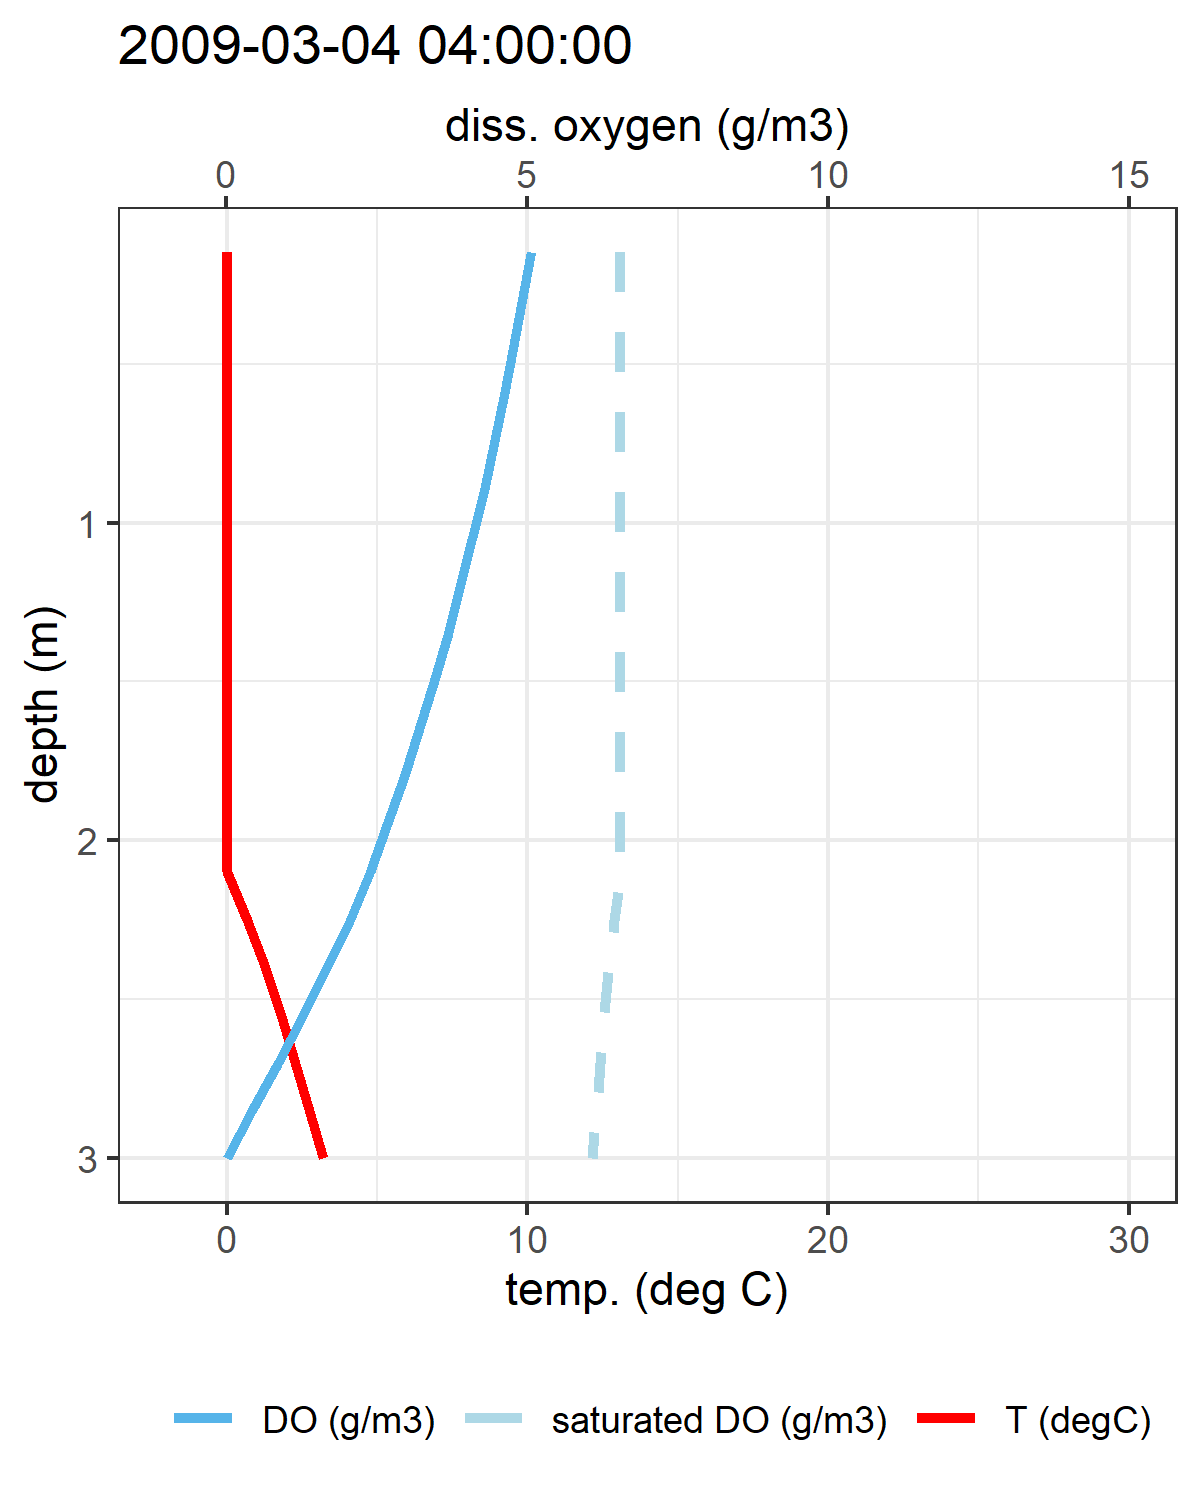 2009-03-04 04:00:00
diss. oxygen (g/m3)
0 5 10 15
1
2
3
depth (m)
0 10 20 30
temp. (deg C)
DO (g/m3) saturated DO (g/m3) T (degC)